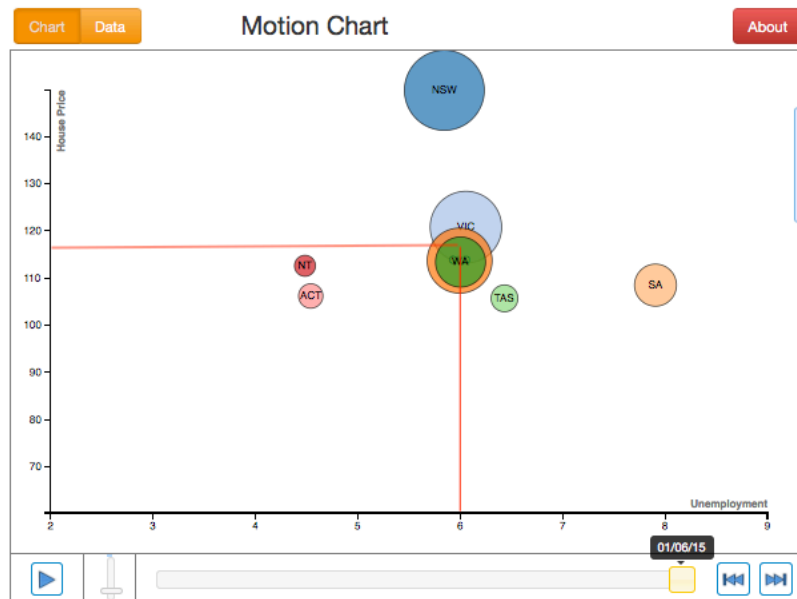 Chart Data Motion Chart About
House Price
NSW
140
130
VIC
120
WA
NT
110
SA
ACT
TAS
100
90
80
70
Unemployment
2 3 4 5 6 7 8 9
01/06/15